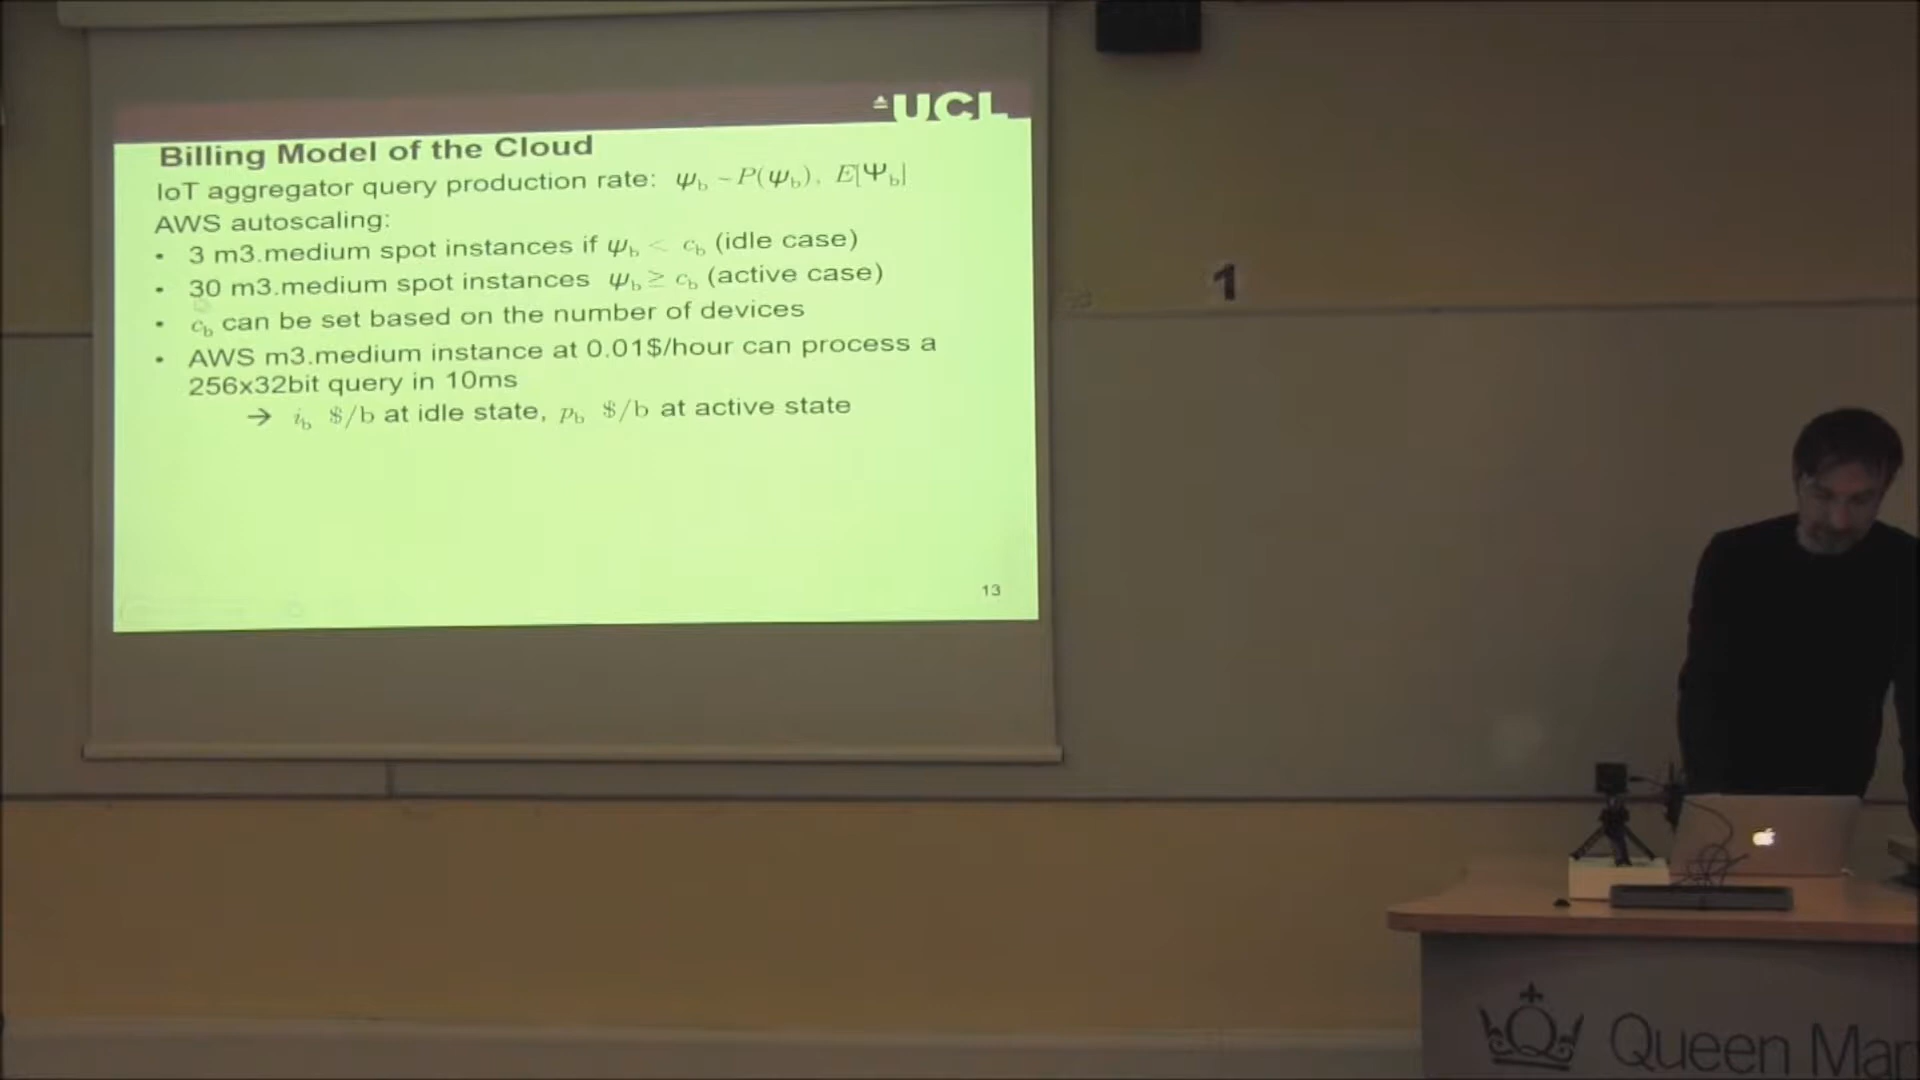 UCL
Billing Model of the Cloud
IoT aggregator query production rate: ψb ~ P(ψb), E[Ψb]
AWS autoscaling:
• 3 m3.medium spot instances if ψb < cb (idle case)
• 30 m3.medium spot instances ψb ≥ cb (active case)
• cb can be set based on the number of devices
• AWS m3.medium instance at 0.01$/hour can process a
256x32bit query in 10ms
→ ib $/b at idle state, pb $/b at active state
13
1
Queen Mar